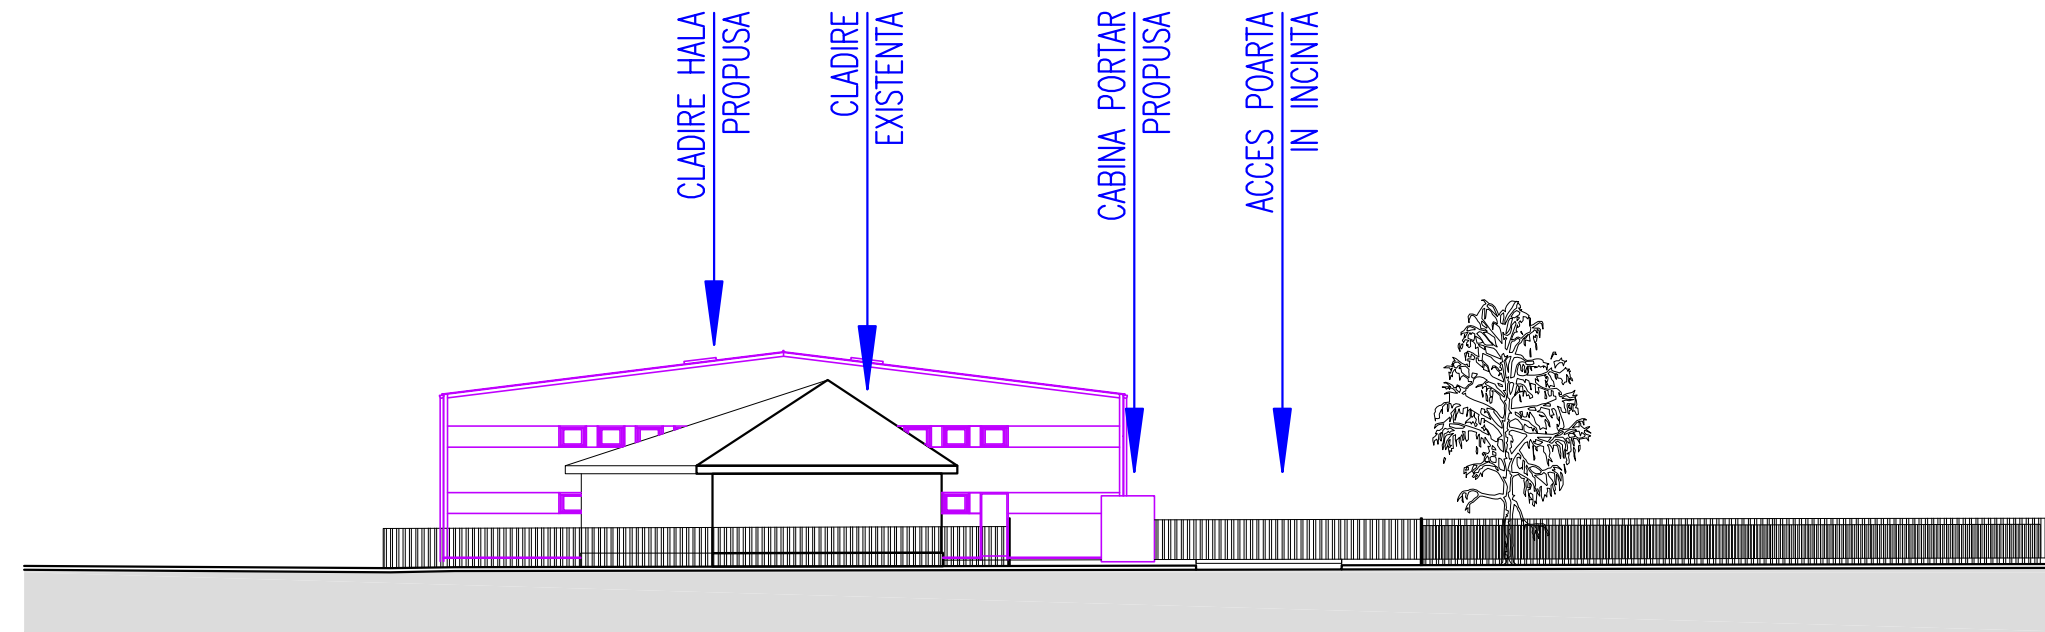 CLADIRE HALA
PROPUSA
CLADIRE
EXISTENTA
CABINA PORTAR
PROPUSA
ACCES POARTA
IN INCINTA